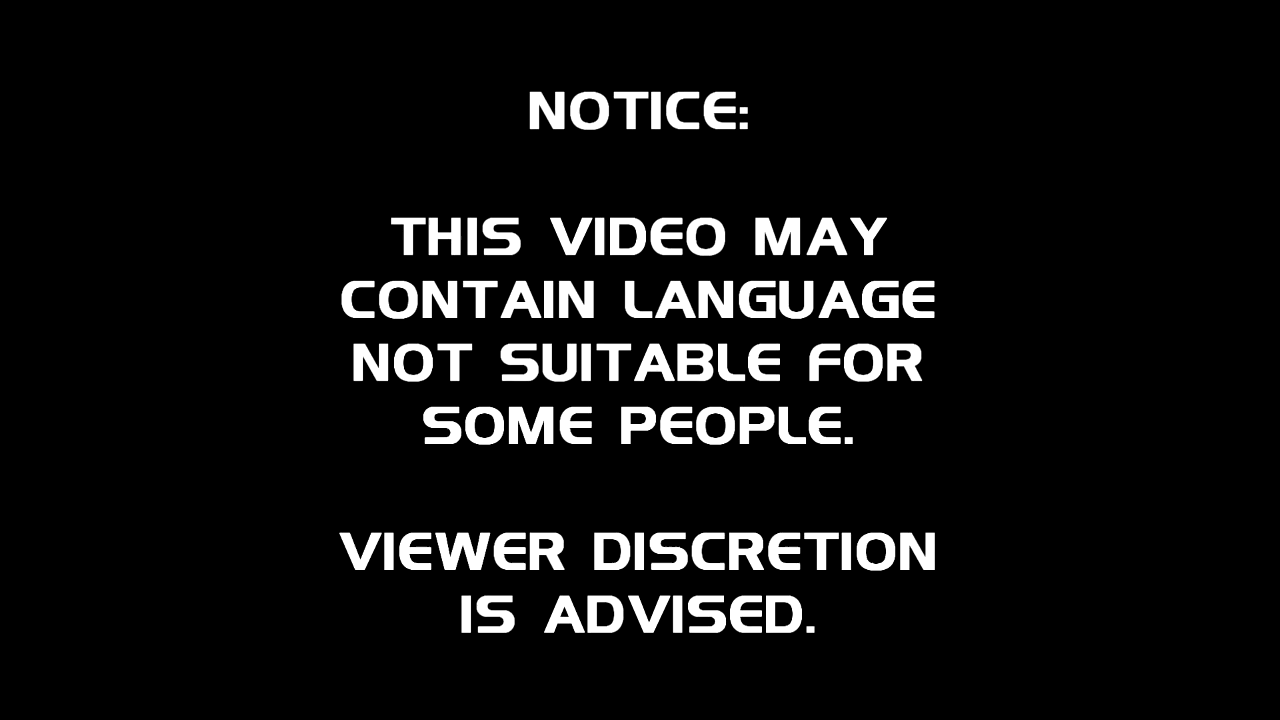 NOTICE:
THIS VIDEO MAY
CONTAIN LANGUAGE
NOT SUITABLE FOR
SOME PEOPLE.
VIEWER DISCRETION
IS ADVISED.